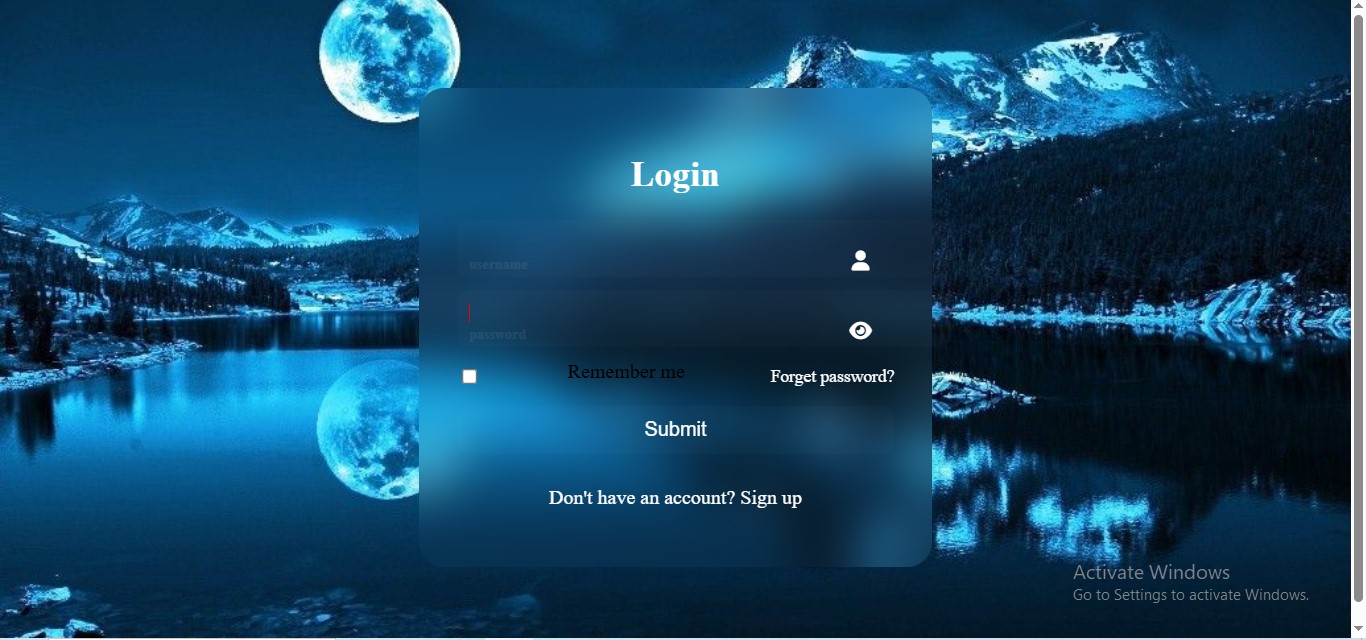 Login
username
password
Remember me
Forget password?
Submit
Don't have an account? Sign up
Activate Windows
Go to Settings to activate Windows.